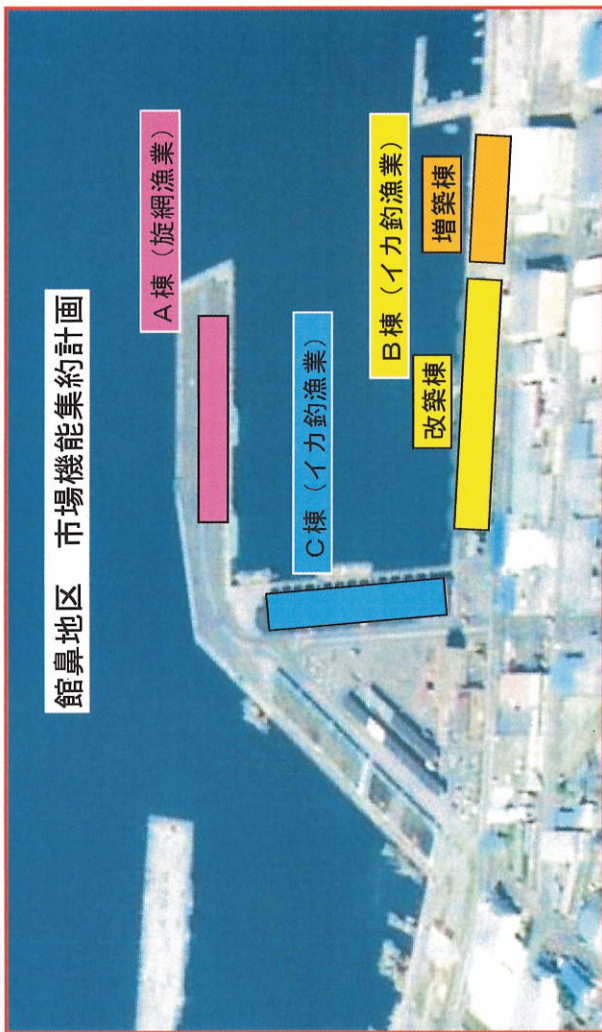 館鼻地区　市場機能集約計画
A棟（旋網漁業）
C棟（イカ釣漁業）
B棟（イカ釣漁業）
改築棟
増築棟